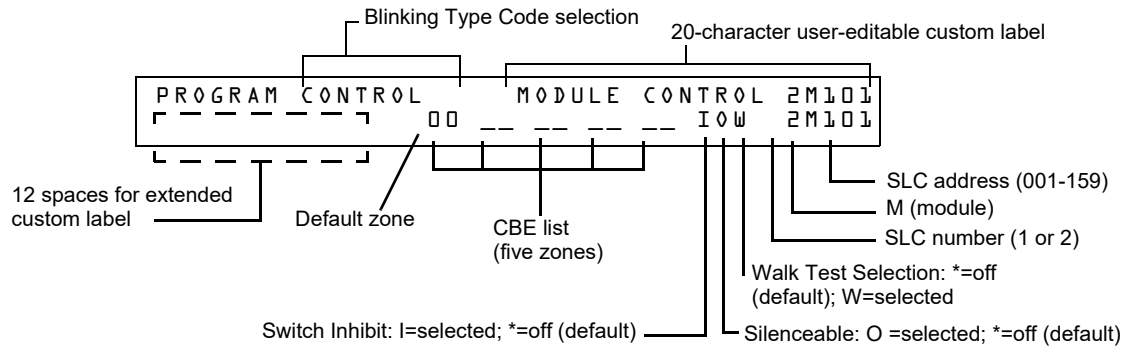 Blinking Type Code selection
20-character user-editable custom label
PROGRAM CONTROL MODULE CONTROL 2M101
00 __ __ __ __ IOW 2M101
12 spaces for extended
custom label
Default zone
CBE list
(five zones)
SLC address (001-159)
M (module)
SLC number (1 or 2)
Walk Test Selection: *=off
(default); W=selected
Switch Inhibit: I=selected; *=off (default)
Silenceable: O =selected; *=off (default)